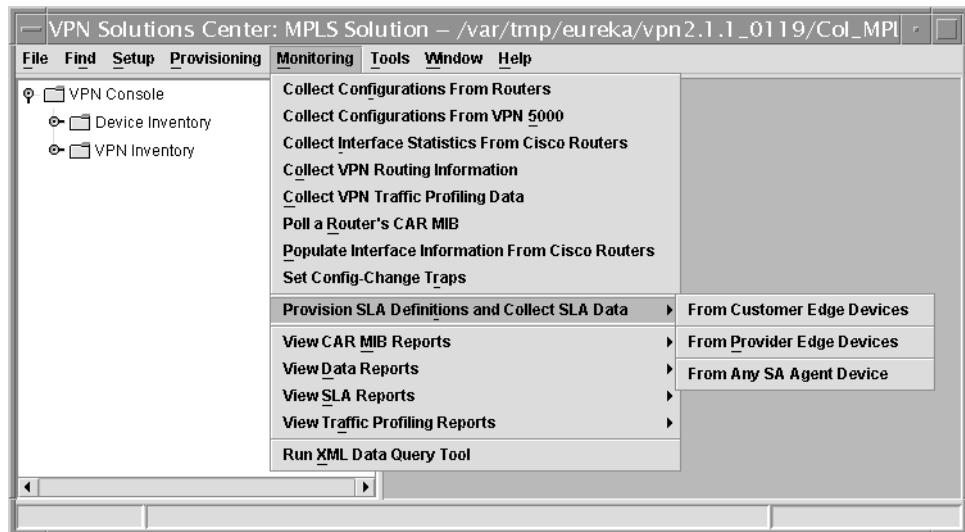 VPN Solutions Center: MPLS Solution – /var/tmp/eureka/vpn2.1.1_0119/Col_MPL
File Find Setup Provisioning Monitoring Tools Window Help
VPN Console
Device Inventory
VPN Inventory
Collect Configurations From Routers
Collect Configurations From VPN 5000
Collect Interface Statistics From Cisco Routers
Collect VPN Routing Information
Collect VPN Traffic Profiling Data
Poll a Router's CAR MIB
Populate Interface Information From Cisco Routers
Set Config-Change Traps
Provision SLA Definitions and Collect SLA Data
View CAR MIB Reports
View Data Reports
View SLA Reports
View Traffic Profiling Reports
Run XML Data Query Tool
From Customer Edge Devices
From Provider Edge Devices
From Any SA Agent Device